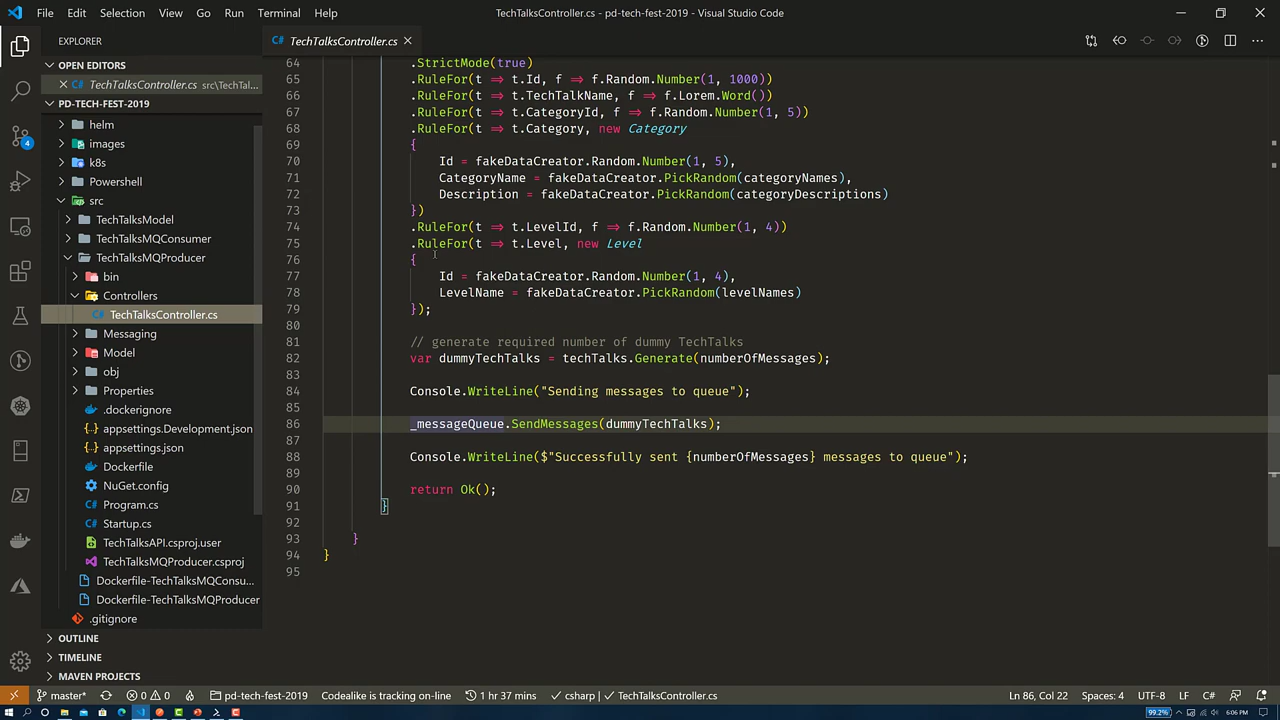 File Edit Selection View Go Run Terminal Help
TechTalksController.cs - pd-tech-fest-2019 - Visual Studio Code
EXPLORER
OPEN EDITORS
TechTalksController.cs src\TechTal...
PD-TECH-FEST-2019
helm
images
k8s
Powershell
src
TechTalksModel
TechTalksMQConsumer
TechTalksMQProducer
bin
Controllers
TechTalksController.cs
Messaging
Model
obj
Properties
.dockerignore
appsettings.Development.json
appsettings.json
Dockerfile
NuGet.config
Program.cs
Startup.cs
TechTalksAPI.csproj.user
TechTalksMQProducer.csproj
Dockerfile-TechTalksMQConsu...
Dockerfile-TechTalksMQProducer
.gitignore
OUTLINE
TIMELINE
MAVEN PROJECTS
4
TechTalksController.cs
64 .StrictMode(true)
65 .RuleFor(t => t.Id, f => f.Random.Number(1, 1000))
66 .RuleFor(t => t.TechTalkName, f => f.Lorem.Word())
67 .RuleFor(t => t.CategoryId, f => f.Random.Number(1, 5))
68 .RuleFor(t => t.Category, new Category
69 {
70 Id = fakeDataCreator.Random.Number(1, 5),
71 CategoryName = fakeDataCreator.PickRandom(categoryNames),
72 Description = fakeDataCreator.PickRandom(categoryDescriptions)
73 })
74 .RuleFor(t => t.LevelId, f => f.Random.Number(1, 4))
75 .RuleFor(t => t.Level, new Level
76 {
77 Id = fakeDataCreator.Random.Number(1, 4),
78 LevelName = fakeDataCreator.PickRandom(levelNames)
79 });
80
81 // generate required number of dummy TechTalks
82 var dummyTechTalks = techTalks.Generate(numberOfMessages);
83
84 Console.WriteLine("Sending messages to queue");
85
86 _messageQueue.SendMessages(dummyTechTalks);
87
88 Console.WriteLine($"Successfully sent {numberOfMessages} messages to queue");
89
90 return Ok();
91 }
92
93 }
94 }
95
master* 0 0 pd-tech-fest-2019 Codealike is tracking on-line 1 hr 37 mins csharp TechTalksController.cs Ln 86, Col 22 Spaces: 4 UTF-8 LF C#
99.2% 6:06 PM